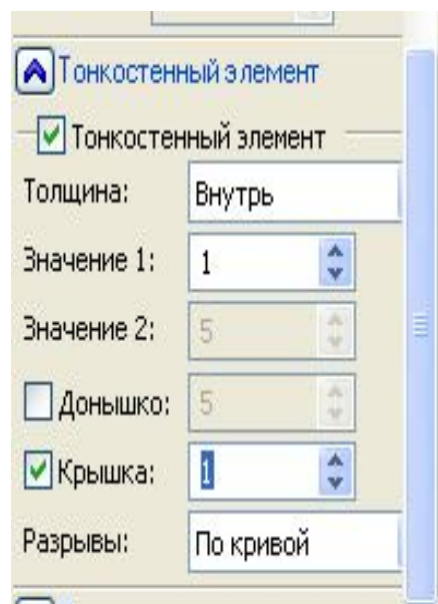 Тонкостенный элемент
Тонкостенный элемент
Толщина: Внутрь
Значение 1: 1
Значение 2: 5
Донышко: 5
Крышка: 1
Разрывы: По кривой